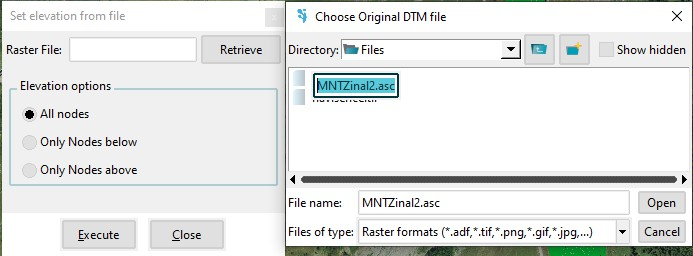 Set elevation from file
Raster File:
Retrieve
Elevation options
All nodes
Only Nodes below
Only Nodes above
Execute
Close
Choose Original DTM file
Directory:
Files
Show hidden
MNTZinal2.asc
File name:
MNTZinal2.asc
Open
Files of type:
Raster formats (*.adf,*.tif,*.png,*.gif,*.jpg,...)
Cancel